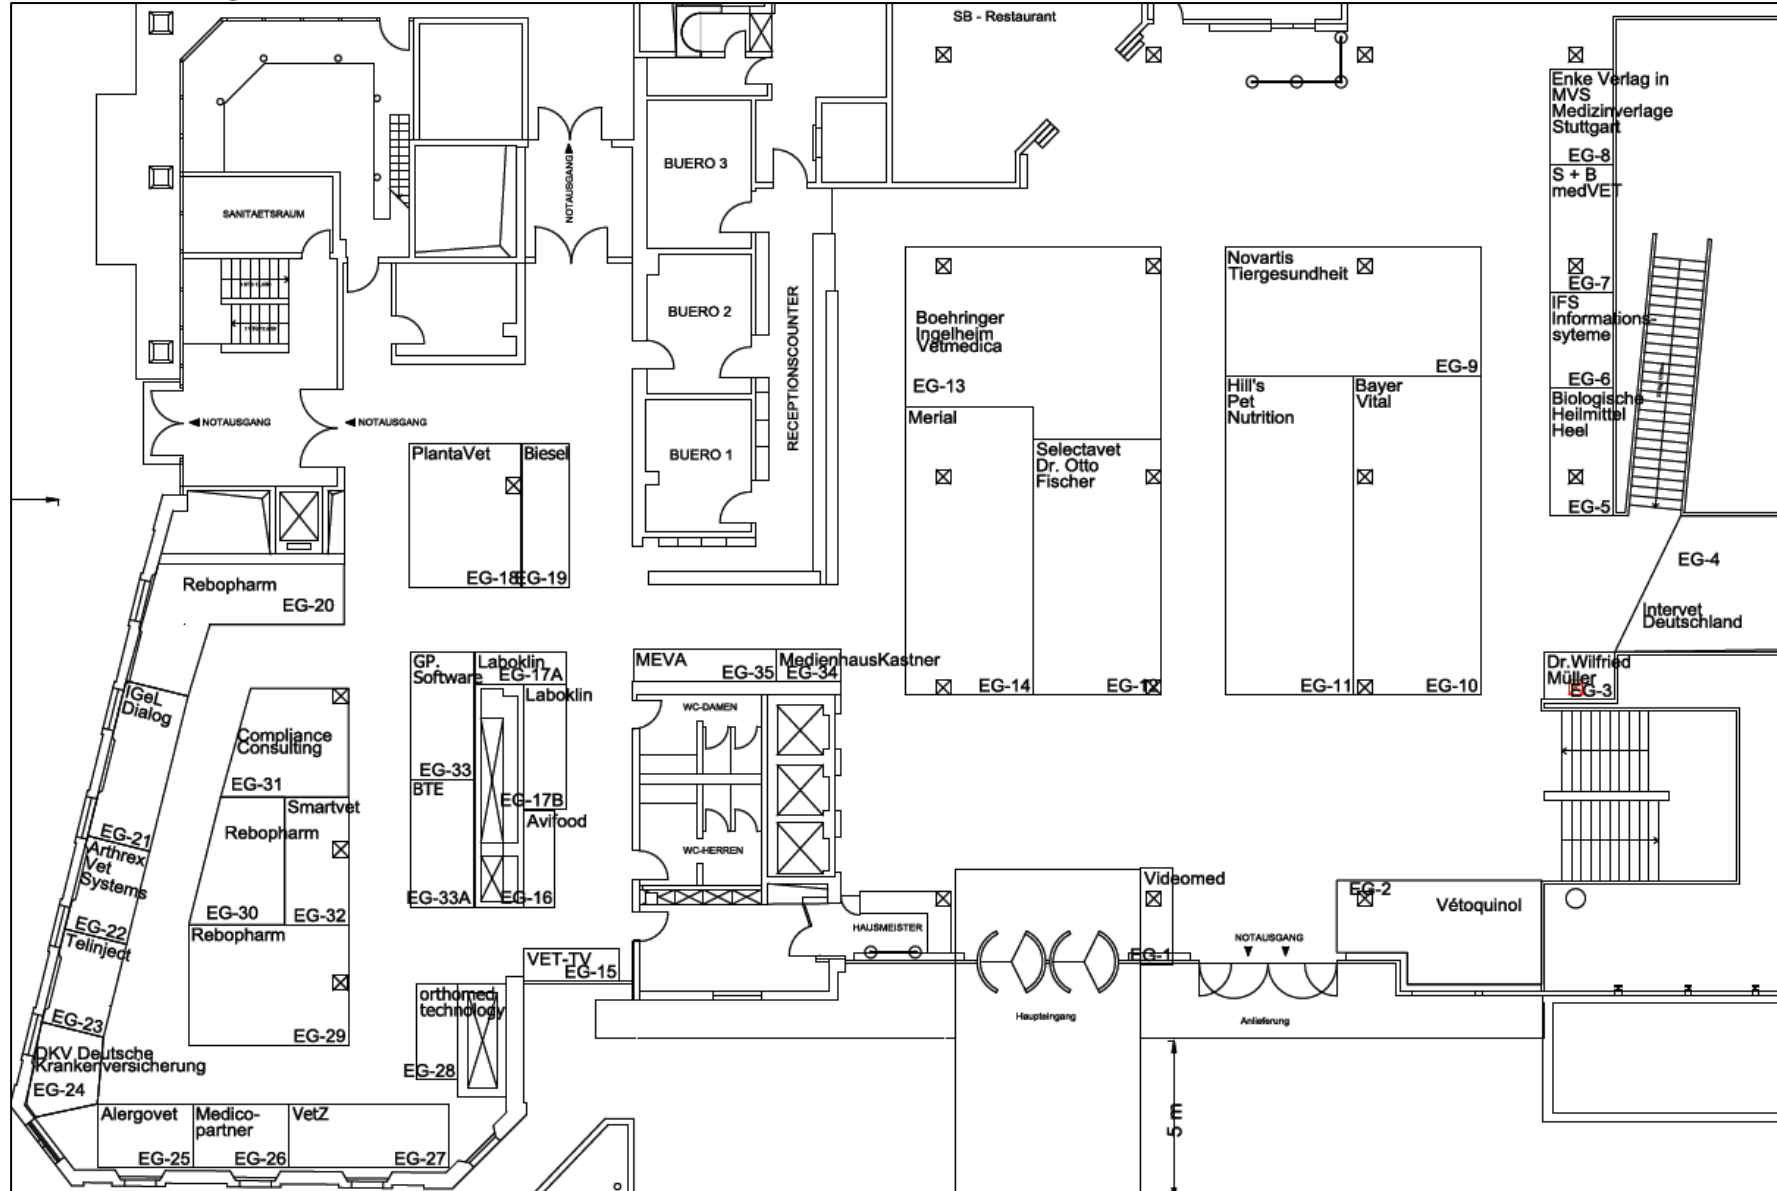 SB - Restaurant
Enke Verlag in
MVS
Medizinverlage
Stuttgart
EG-8
S + B
medVET
EG-7
IFS
Informations-
syteme
EG-6
Biologische
Heilmittel
Heel
EG-5
BUERO 3
NOTAUSGANG
SANITAETSRAUM
BUERO 2
RECEPTIONSCOUNTER
BUERO 1
NOTAUSGANG
NOTAUSGANG
Boehringer
Ingelheim
Vetmedica
EG-13
Novartis
Tiergesundheit
EG-9
Merial
EG-14
Selectavet
Dr. Otto
Fischer
EG-12
Hill's
Pet
Nutrition
EG-11
Bayer
Vital
EG-10
PlantaVet
EG-18
Biesel
EG-19
EG-4
Intervet
Deutschland
Dr.Wilfried
Müller
EG-3
Rebopharm
EG-20
GP.
Software
EG-33
Laboklin
EG-17A
Laboklin
EG-17B
MEVA
EG-35
MedienhausKastner
EG-34
IGeL
Dialog
EG-21
Compliance
Consulting
EG-31
WC-DAMEN
BTE
EG-33A
Avifood
EG-16
Smartvet
EG-32
Rebopharm
EG-30
WC-HERREN
Arthrex
Vet
Systems
EG-22
Rebopharm
EG-29
Telinject
EG-23
HAUSMEISTER
Videomed
EG-1
NOTAUSGANG
EG-2
Vétoquinol
VET-TV
EG-15
orthomed
technology
EG-28
Haupteingang
Anlieferung
DKV Deutsche
Krankenversicherung
EG-24
Alergovet
EG-25
Medico-
partner
EG-26
VetZ
EG-27
5 m